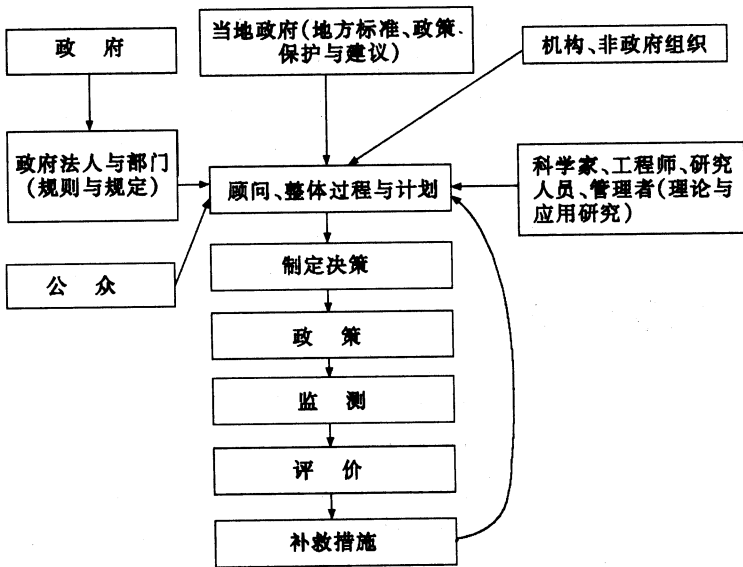 政 府
当地政府(地方标准、政策、
保护与建议)
机构、非政府组织
政府法人与部门
(规则与规定)
顾问、整体过程与计划
科学家、工程师、研究
人员、管理者(理论与
应用研究)
公 众
制定决策
政 策
监 测
评 价
补救措施